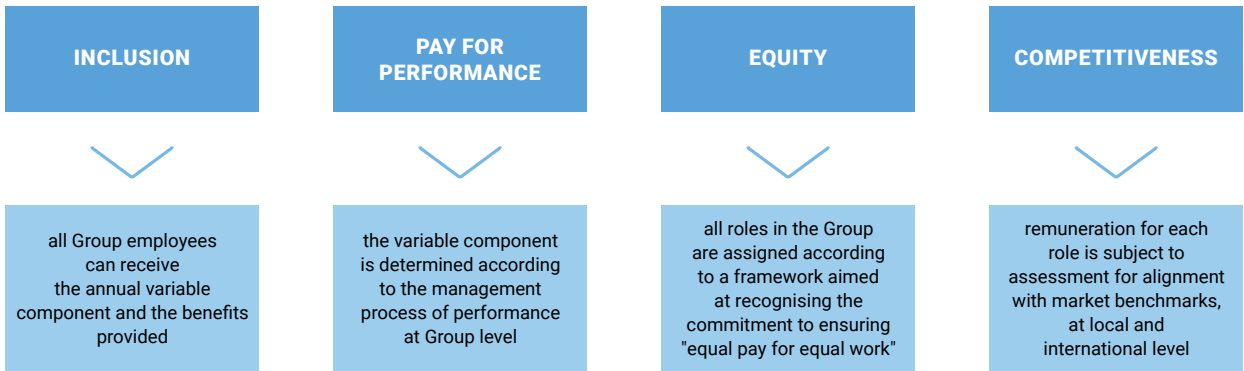 INCLUSION
all Group employees
can receive
the annual variable
component and the benefits
provided
PAY FOR
PERFORMANCE
the variable component
is determined according
to the management
process of performance
at Group level
EQUITY
all roles in the Group
are assigned according
to a framework aimed
at recognising the
commitment to ensuring
"equal pay for equal work"
COMPETITIVENESS
remuneration for each
role is subject to
assessment for alignment
with market benchmarks,
at local and
international level